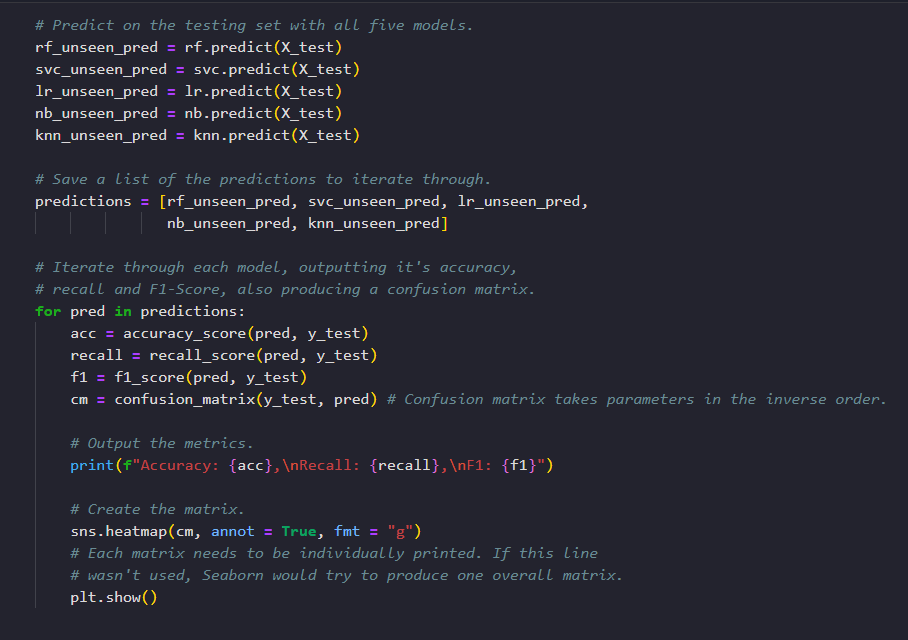 # Predict on the testing set with all five models.
rf_unseen_pred = rf.predict(X_test)
svc_unseen_pred = svc.predict(X_test)
lr_unseen_pred = lr.predict(X_test)
nb_unseen_pred = nb.predict(X_test)
knn_unseen_pred = knn.predict(X_test)

# Save a list of the predictions to iterate through.
predictions = [rf_unseen_pred, svc_unseen_pred, lr_unseen_pred,
               nb_unseen_pred, knn_unseen_pred]

# Iterate through each model, outputting it's accuracy,
# recall and F1-Score, also producing a confusion matrix.
for pred in predictions:
    acc = accuracy_score(pred, y_test)
    recall = recall_score(pred, y_test)
    f1 = f1_score(pred, y_test)
    cm = confusion_matrix(y_test, pred) # Confusion matrix takes parameters in the inverse order.

    # Output the metrics.
    print(f"Accuracy: {acc},\nRecall: {recall},\nF1: {f1}")

    # Create the matrix.
    sns.heatmap(cm, annot = True, fmt = "g")
    # Each matrix needs to be individually printed. If this line
    # wasn't used, Seaborn would try to produce one overall matrix.
    plt.show()